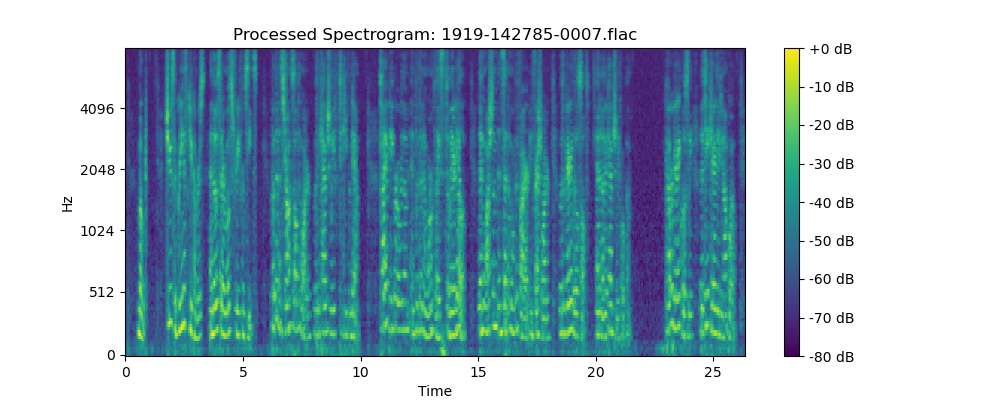 Processed Spectrogram: 1919-142785-0007.flac
Hz
4096
2048
1024
512
0
0 5 10 15 20 25
Time
+0 dB
-10 dB
-20 dB
-30 dB
-40 dB
-50 dB
-60 dB
-70 dB
-80 dB